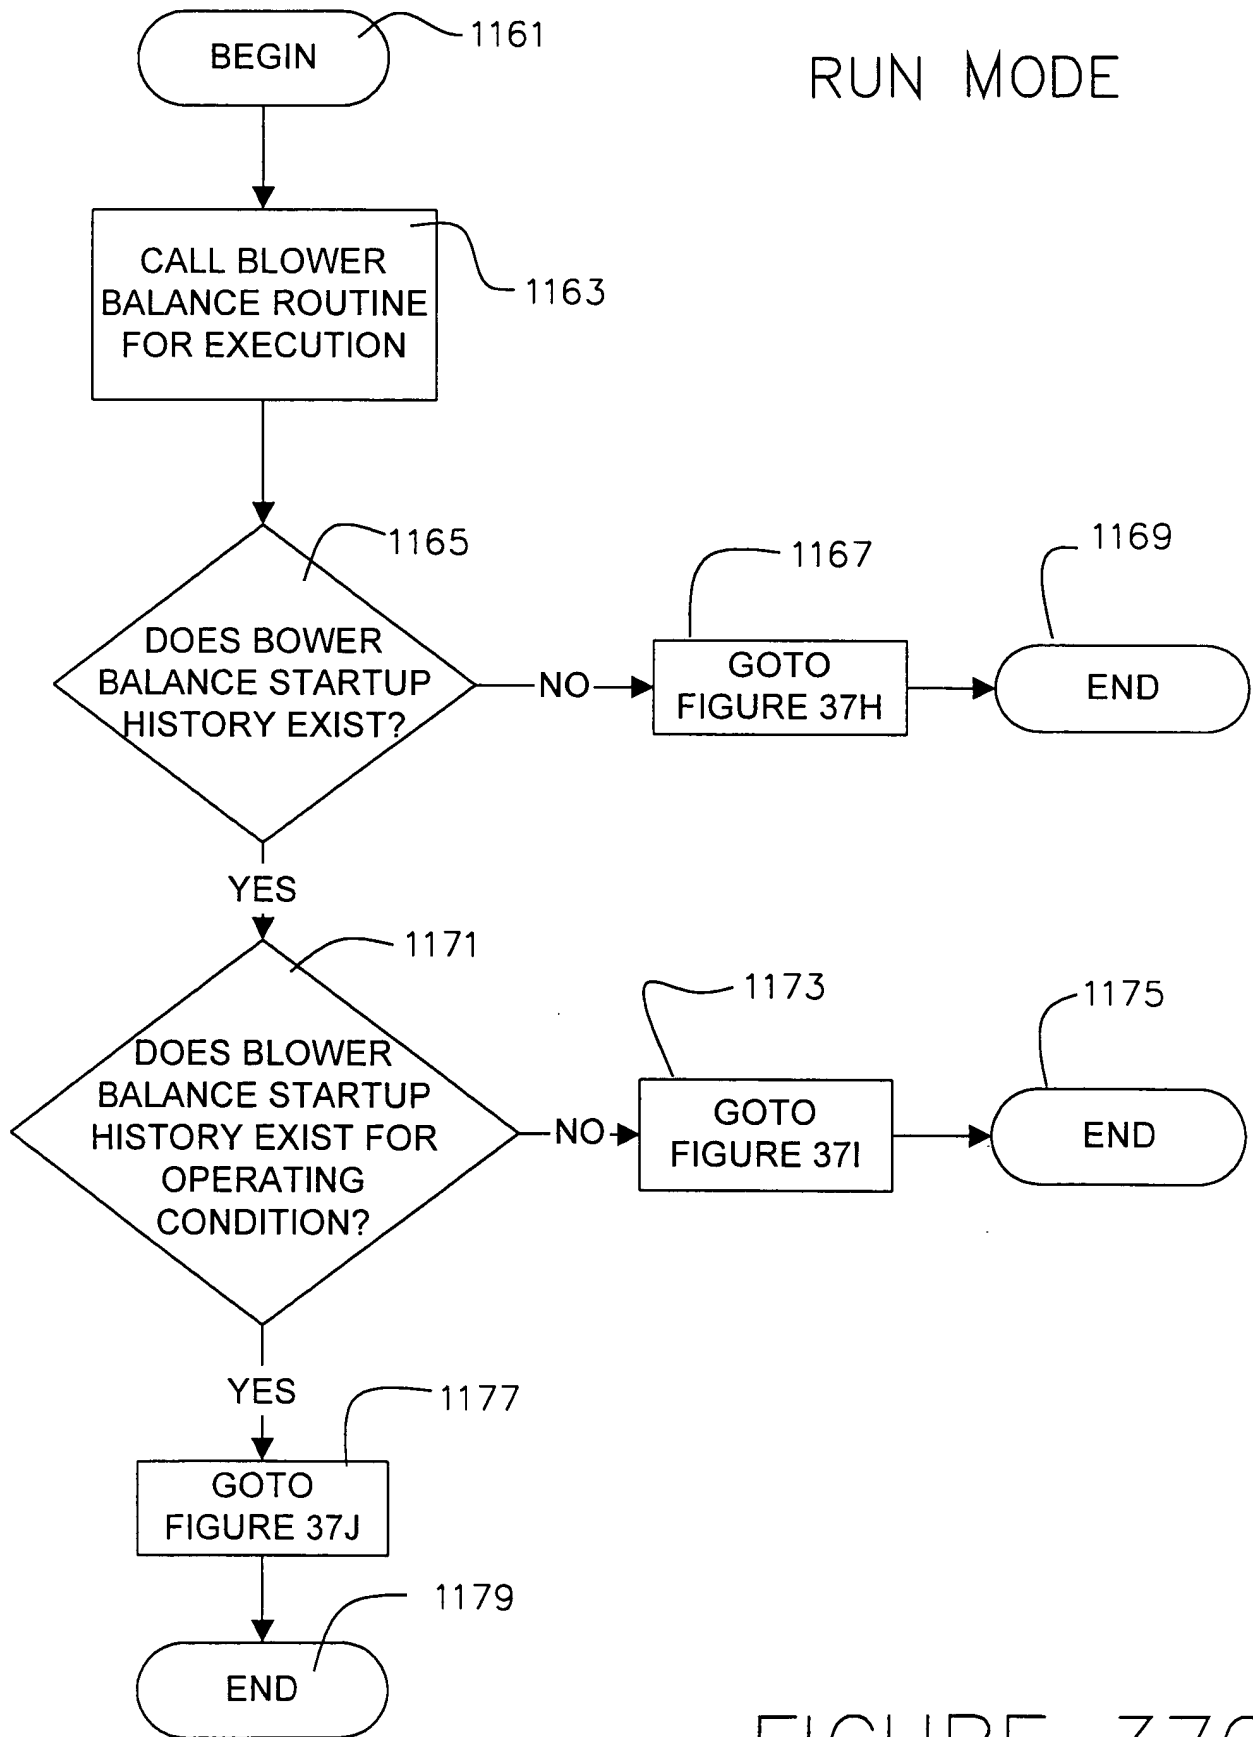 BEGIN
1161
RUN MODE
CALL BLOWER
BALANCE ROUTINE
FOR EXECUTION
1163
1165
DOES BOWER
BALANCE STARTUP
HISTORY EXIST?
NO
1167
GOTO
FIGURE 37H
1169
END
YES
1171
DOES BLOWER
BALANCE STARTUP
HISTORY EXIST FOR
OPERATING
CONDITION?
NO
1173
GOTO
FIGURE 37I
1175
END
YES
1177
GOTO
FIGURE 37J
1179
END
FIGURE